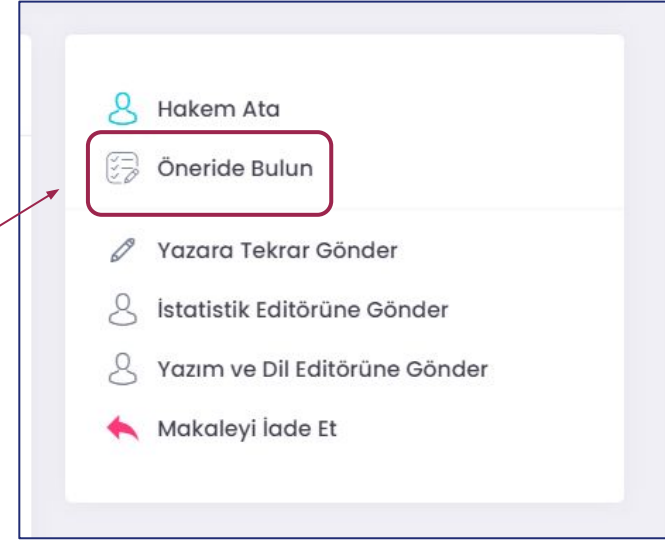 Hakem Ata
Öneride Bulun
Yazara Tekrar Gönder
İstatistik Editörüne Gönder
Yazım ve Dil Editörüne Gönder
Makaleyi İade Et